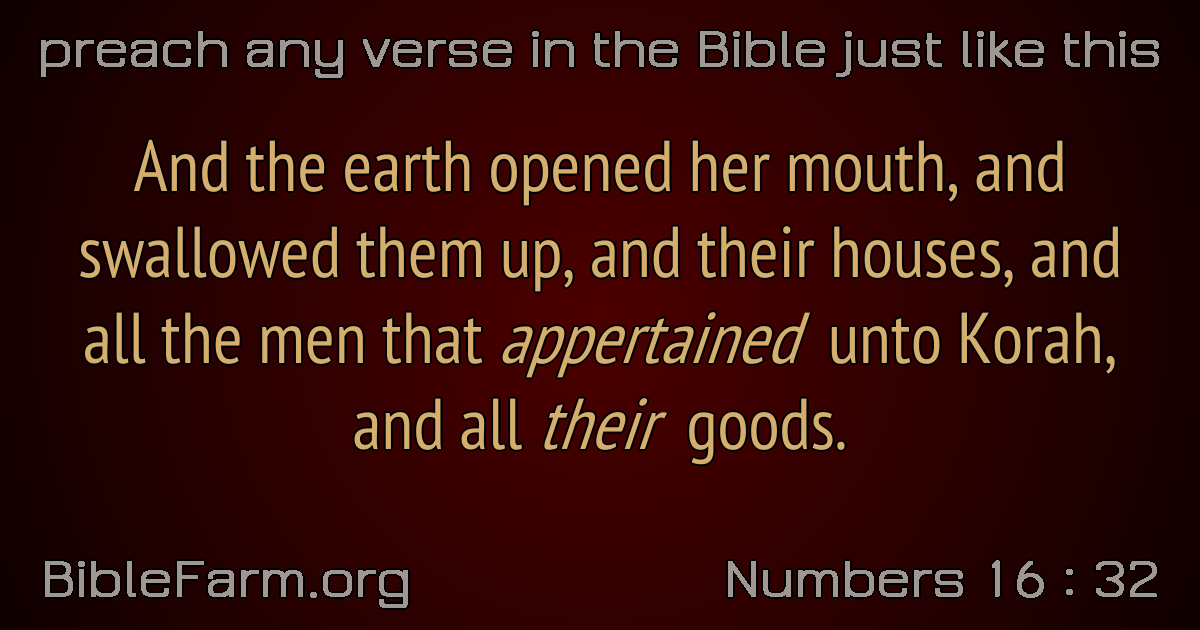 preach any verse in the Bible just like this
And the earth opened her mouth, and
swallowed them up, and their houses, and
all the men that appertained unto Korah,
and all their goods.
BibleFarm.org
Numbers 16 : 32